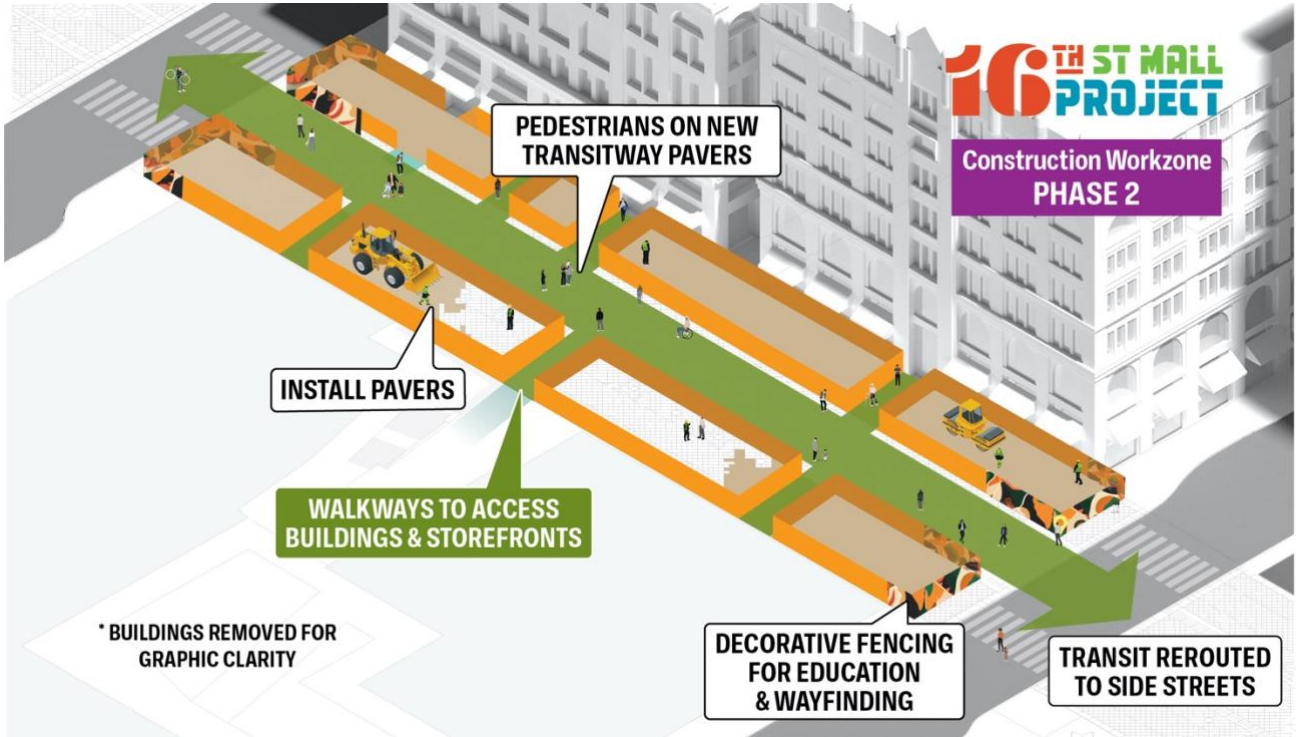 16TH ST MALL
PROJECT
Construction Workzone
PHASE 2
PEDESTRIANS ON NEW
TRANSITWAY PAVERS
INSTALL PAVERS
WALKWAYS TO ACCESS
BUILDINGS & STOREFRONTS
* BUILDINGS REMOVED FOR
GRAPHIC CLARITY
DECORATIVE FENCING
FOR EDUCATION
& WAYFINDING
TRANSIT REROUTED
TO SIDE STREETS